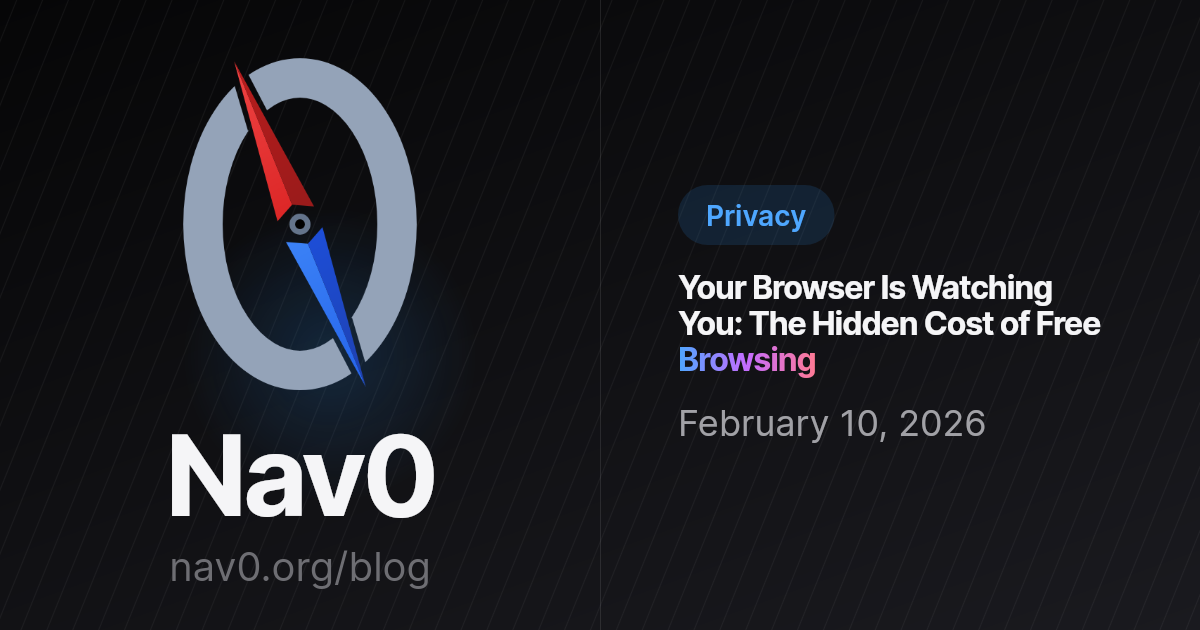 Nav0
nav0.org/blog
Privacy
Your Browser Is Watching
You: The Hidden Cost of Free
Browsing
February 10, 2026